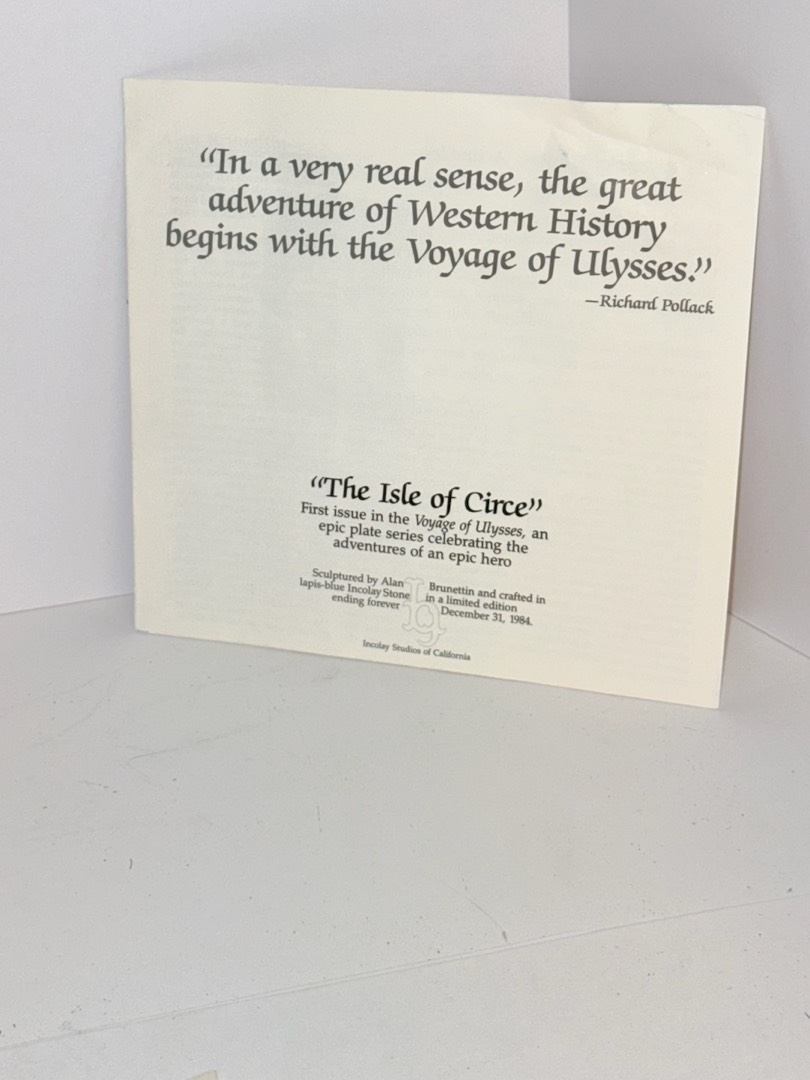 “In a very real sense, the great
adventure of Western History
begins with the Voyage of Ulysses.”
—Richard Pollack
“The Isle of Circe”
First issue in the Voyage of Ulysses, an
epic plate series celebrating the
adventures of an epic hero
Sculptured by Alan Brunettin and crafted in
lapis-blue Incolay Stone in a limited edition
ending forever December 31, 1984.
Incolay Studios of California